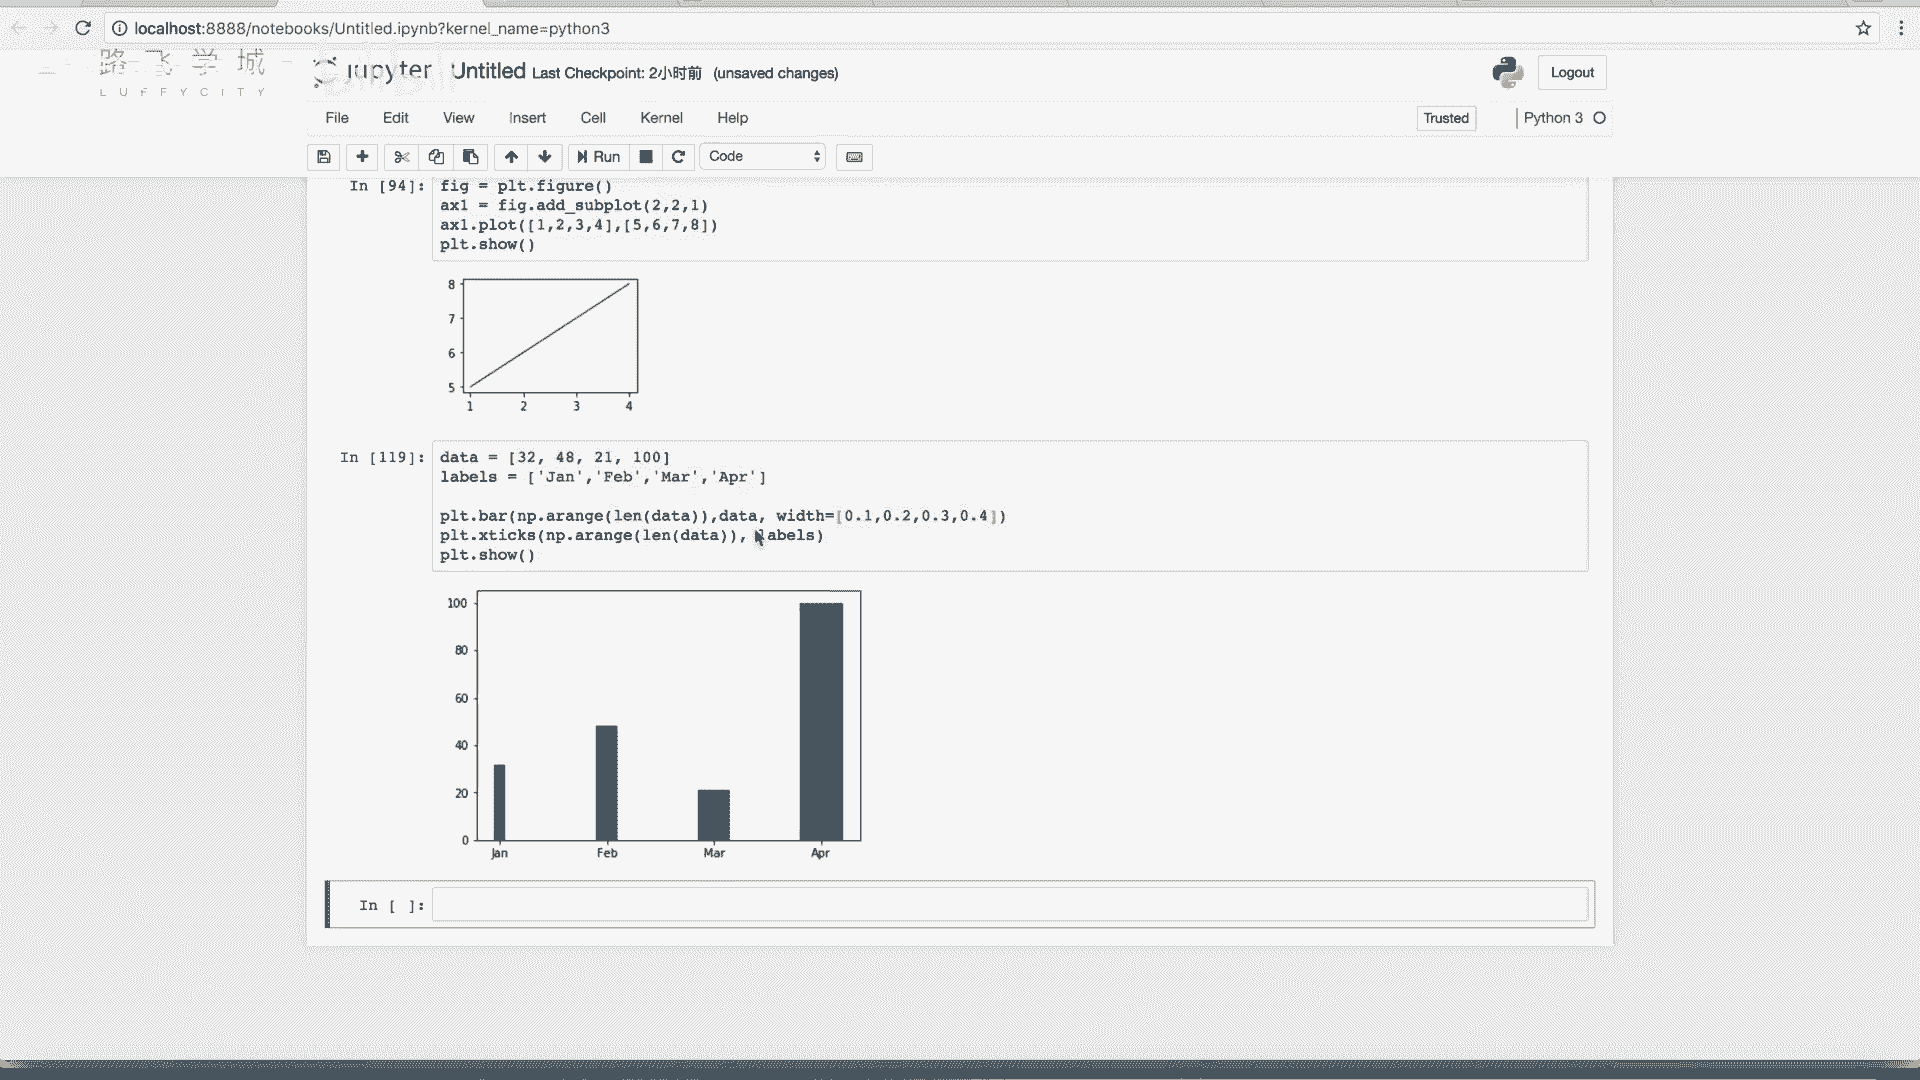 localhost:8888/notebooks/Untitled.ipynb?kernel_name=python3
路飞学城
LUFFYCITY
jupyter Untitled Last Checkpoint: 2小时前 (unsaved changes)
Logout
File Edit View Insert Cell Kernel Help
Trusted
Python 3
Run
Code
In [94]:
fig = plt.figure()
ax1 = fig.add_subplot(2,2,1)
ax1.plot([1,2,3,4],[5,6,7,8])
plt.show()
8
7
6
5
1 2 3 4
In [119]:
data = [32, 48, 21, 100]
labels = ['Jan','Feb','Mar','Apr']
plt.bar(np.arange(len(data)),data, width=[0.1,0.2,0.3,0.4])
plt.xticks(np.arange(len(data)), labels)
plt.show()
100
80
60
40
20
0
Jan Feb Mar Apr
In [ ]: